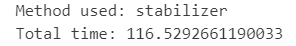 Method used: stabilizer
Total time: 116.5292661190033